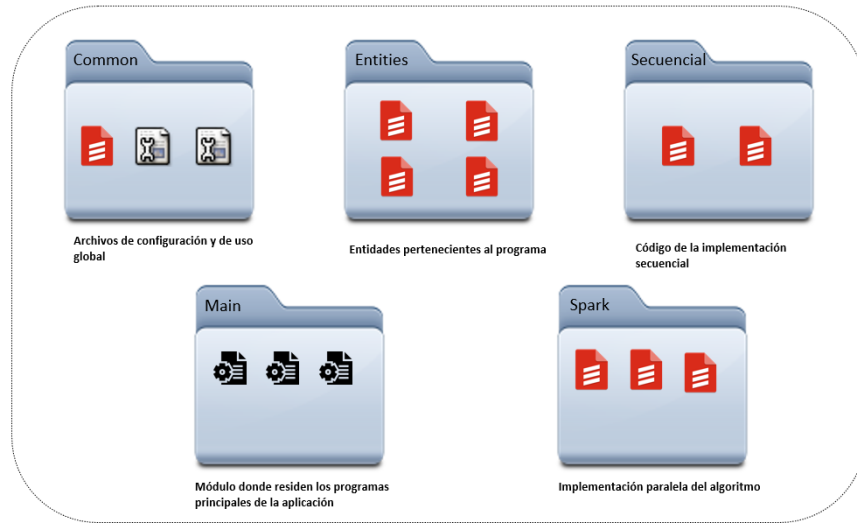 Common
Entities
Secuencial
Archivos de configuración y de uso
global
Entidades pertenecientes al programa
Código de la implementación
secuencial
Main
Spark
Módulo donde residen los programas
principales de la aplicación
Implementación paralela del algoritmo